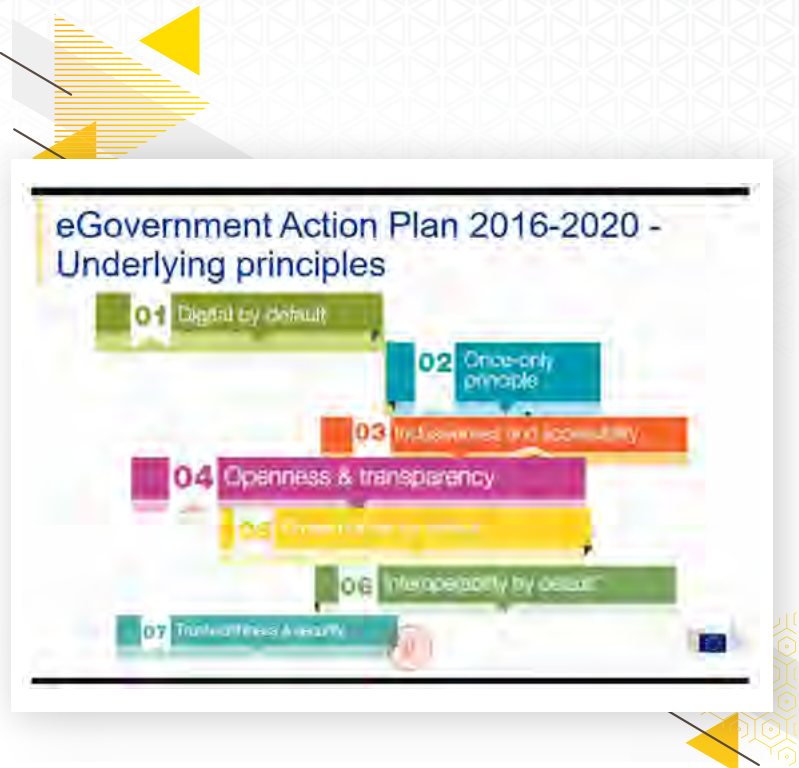 eGovernment Action Plan 2016-2020 -
Underlying principles
01 Digital by default
02 Once-only
principle
03 Inclusiveness and accessibility
04 Openness & transparency
05
06 Interoperability by default
07 Trustworthiness & security